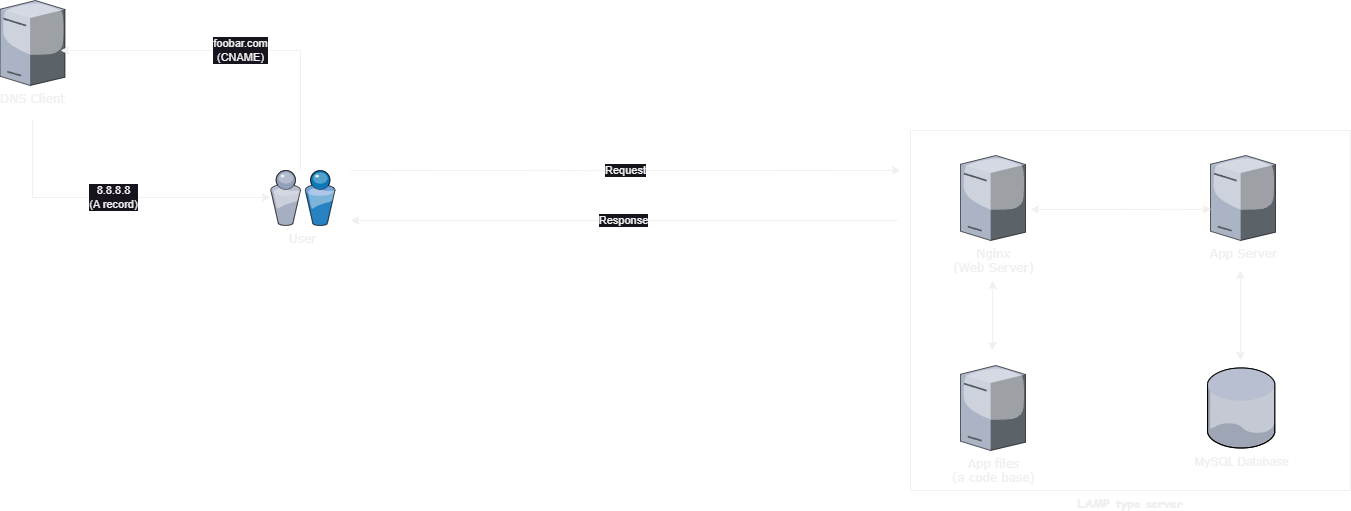 foobar.com
(CNAME)
DNS Client
8.8.8.8
(A record)
User
Request
Response
Nginx
(Web Server)
App Server
App files
(a code base)
MySQL Database
LAMP type server